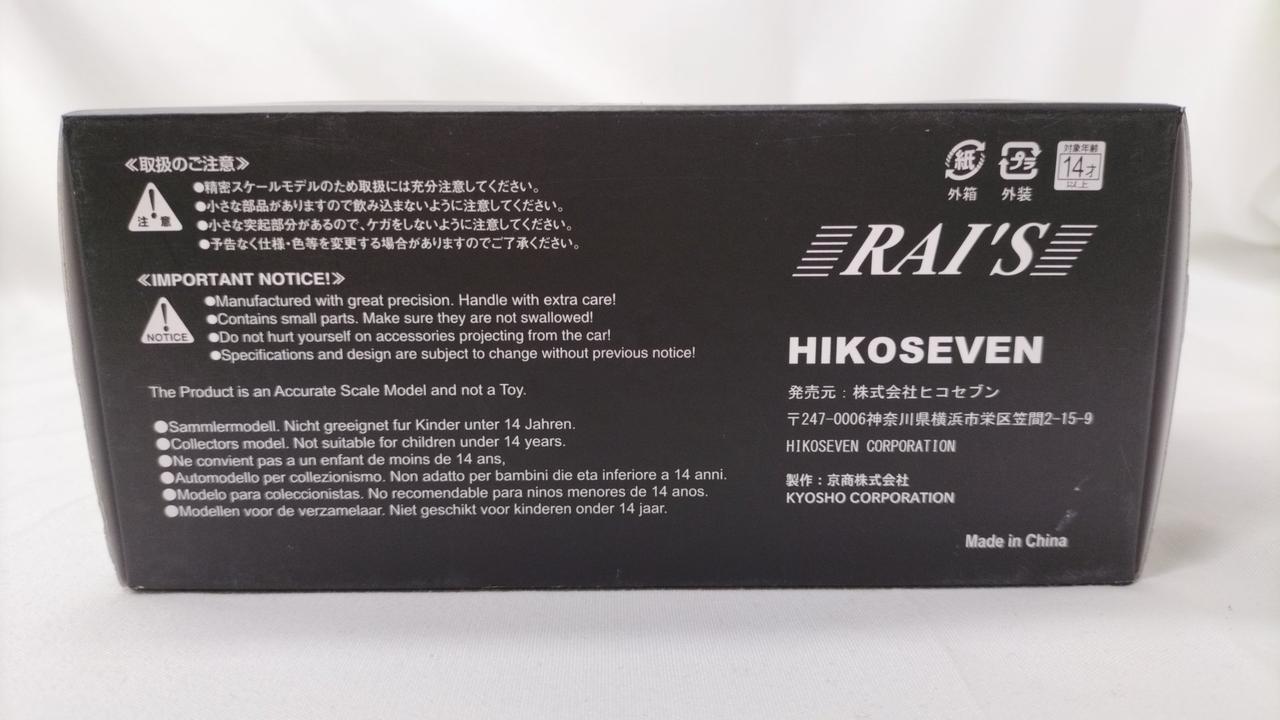 ≪取扱のご注意≫
注 意
●精密スケールモデルのため取扱には充分注意してください。
●小さな部品がありますので飲み込まないように注意してください。
●小さな突起部分があるので、ケガをしないように注意してください。
●予告なく仕様・色等を変更する場合がありますのでご了承ください。
≪IMPORTANT NOTICE!≫
NOTICE
●Manufactured with great precision. Handle with extra care!
●Contains small parts. Make sure they are not swallowed!
●Do not hurt yourself on accessories projecting from the car!
●Specifications and design are subject to change without previous notice!
The Product is an Accurate Scale Model and not a Toy.
●Sammlermodell. Nicht geeignet fur Kinder unter 14 Jahren.
●Collectors model. Not suitable for children under 14 years.
●Ne convient pas a un enfant de moins de 14 ans,
●Automodello per collezionismo. Non adatto per bambini die eta inferiore a 14 anni.
●Modelo para coleccionistas. No recomendable para ninos menores de 14 anos.
●Modellen voor de verzamelaar. Niet geschikt voor kinderen onder 14 jaar.
紙
外箱
プラ
外装
対象年齢
14才
以上
RAI'S
HIKOSEVEN
発売元：株式会社ヒコセブン
〒247-0006神奈川県横浜市栄区笠間2-15-9
HIKOSEVEN CORPORATION
製作：京商株式会社
KYOSHO CORPORATION
Made in China